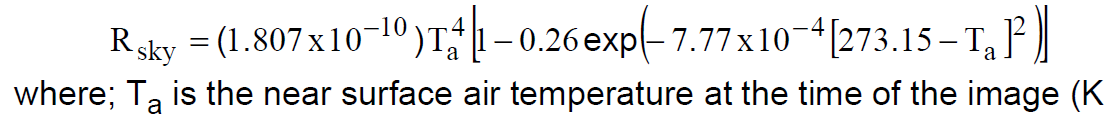 R_sky = (1.807 x 10^−10) T_a^4 [1 − 0.26 exp(− 7.77 x 10^−4 [273.15 − T_a]^2)]
where; T_a is the near surface air temperature at the time of the image (K